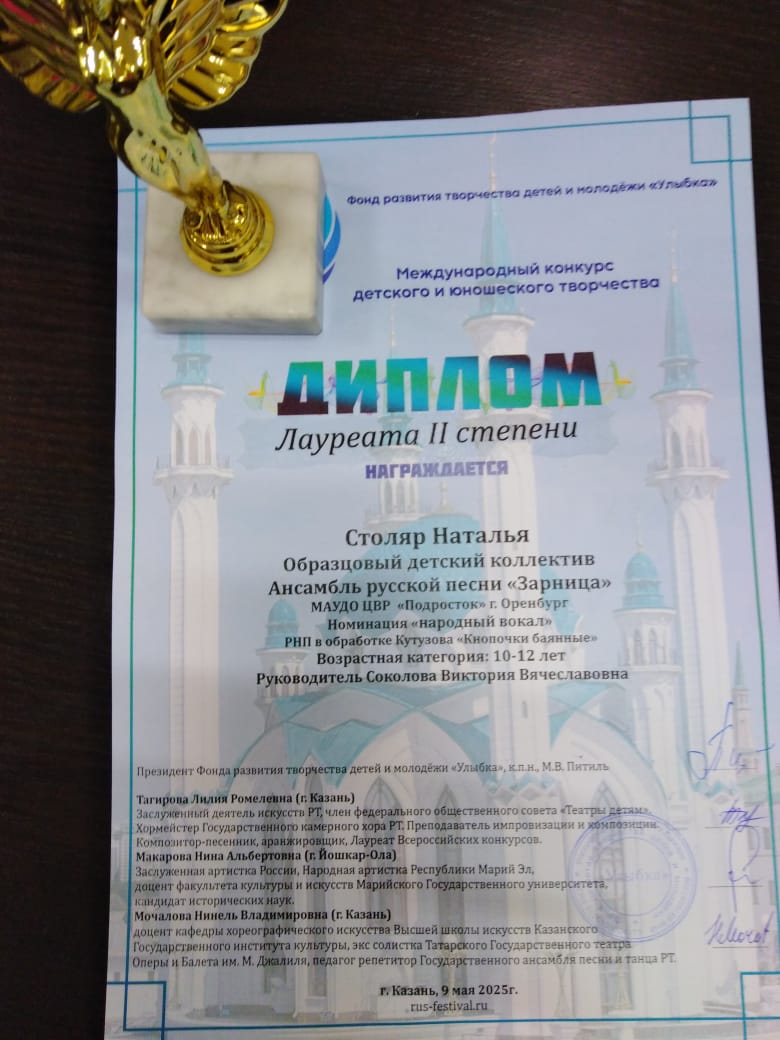 Фонд развития творчества детей и молодёжи «Улыбка»
Международный конкурс
детского и юношеского творчества
ДИПЛОМ
Лауреата II степени
НАГРАЖДАЕТСЯ
Столяр Наталья
Образцовый детский коллектив
Ансамбль русской песни «Зарница»
МАУДО ЦВР «Подросток» г. Оренбург
Номинация «народный вокал»
РНП в обработке Кутузова «Кнопочки баянные»
Возрастная категория: 10-12 лет
Руководитель Соколова Виктория Вячеславовна
Президент Фонда развития творчества детей и молодёжи «Улыбка», к.п.н., М.В. Питиль
Тагирова Лилия Ромелевна (г. Казань)
Заслуженный деятель искусств РТ, член федерального общественного совета «Театры детям».
Хормейстер Государственного камерного хора РТ. Преподаватель импровизации и композиции.
Композитор-песенник, аранжировщик, Лауреат Всероссийских конкурсов.
Макарова Нина Альбертовна (г. Йошкар-Ола)
Заслуженная артистка России, Народная артистка Республики Марий Эл,
доцент факультета культуры и искусств Марийского Государственного университета,
кандидат исторических наук.
Мочалова Нинель Владимировна (г. Казань)
доцент кафедры хореографического искусства Высшей школы искусств Казанского
Государственного института культуры, экс солистка Татарского Государственного театра
Оперы и Балета им. М. Джалиля, педагог репетитор Государственного ансамбля песни и танца РТ.
«Улыбка»
г. Казань, 9 мая 2025г.
rus-festival.ru